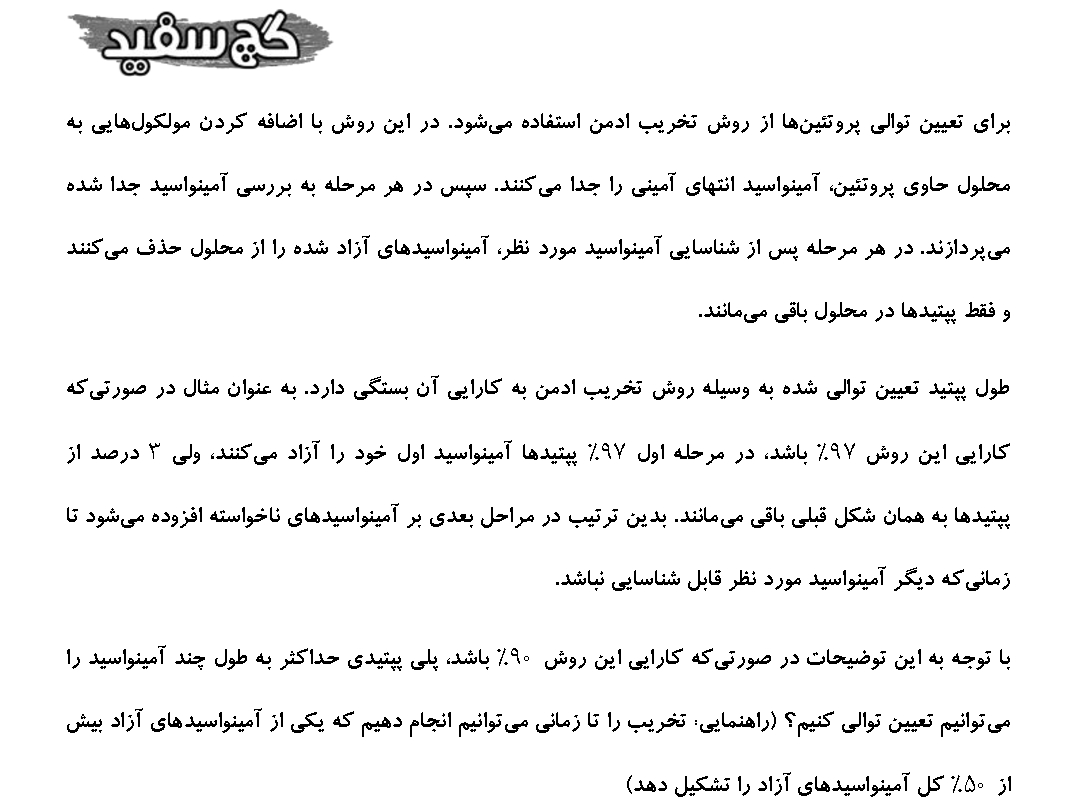 گچ سفید
برای تعیین توالی پروتئین‌ها از روش تخریب ادمن استفاده می‌شود. در این روش با اضافه کردن مولکول‌هایی به
محلول حاوی پروتئین، آمینواسید انتهای آمینی را جدا می‌کنند. سپس در هر مرحله به بررسی آمینواسید جدا شده
می‌پردازند. در هر مرحله پس از شناسایی آمینواسید مورد نظر، آمینواسیدهای آزاد شده را از محلول حذف می‌کنند
و فقط پپتیدها در محلول باقی می‌مانند.
طول پپتید تعیین توالی شده به وسیله روش تخریب ادمن به کارایی آن بستگی دارد. به عنوان مثال در صورتی‌که
کارایی این روش ۹۷٪ باشد، در مرحله اول ۹۷٪ پپتیدها آمینواسید اول خود را آزاد می‌کنند، ولی ۳ درصد از
پپتیدها به همان شکل قبلی باقی می‌مانند. بدین ترتیب در مراحل بعدی بر آمینواسیدهای ناخواسته افزوده می‌شود تا
زمانی‌که دیگر آمینواسید مورد نظر قابل شناسایی نباشد.
با توجه به این توضیحات در صورتی‌که کارایی این روش ۹۰٪ باشد، پلی پپتیدی حداکثر به طول چند آمینواسید را
می‌توانیم تعیین توالی کنیم؟ (راهنمایی: تخریب را تا زمانی می‌توانیم انجام دهیم که یکی از آمینواسیدهای آزاد بیش
از ۵۰٪ کل آمینواسیدهای آزاد را تشکیل دهد)